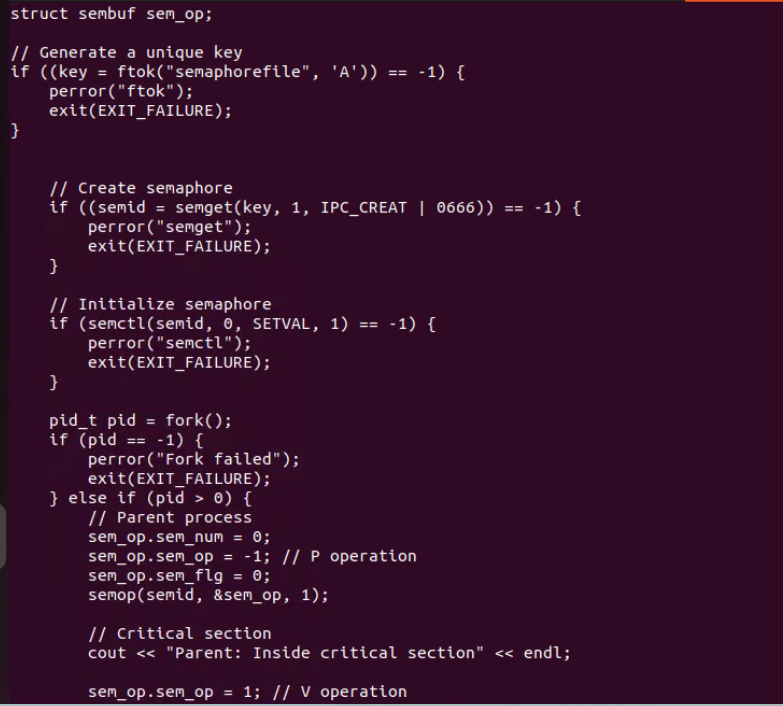 struct sembuf sem_op;
// Generate a unique key
if ((key = ftok("semaphorefile", 'A')) == -1) {
    perror("ftok");
    exit(EXIT_FAILURE);
}
    // Create semaphore
    if ((semid = semget(key, 1, IPC_CREAT | 0666)) == -1) {
        perror("semget");
        exit(EXIT_FAILURE);
    }
    // Initialize semaphore
    if (semctl(semid, 0, SETVAL, 1) == -1) {
        perror("semctl");
        exit(EXIT_FAILURE);
    }
    pid_t pid = fork();
    if (pid == -1) {
        perror("Fork failed");
        exit(EXIT_FAILURE);
    } else if (pid > 0) {
        // Parent process
        sem_op.sem_num = 0;
        sem_op.sem_op = -1; // P operation
        sem_op.sem_flg = 0;
        semop(semid, &sem_op, 1);
        // Critical section
        cout << "Parent: Inside critical section" << endl;
        sem_op.sem_op = 1; // V operation